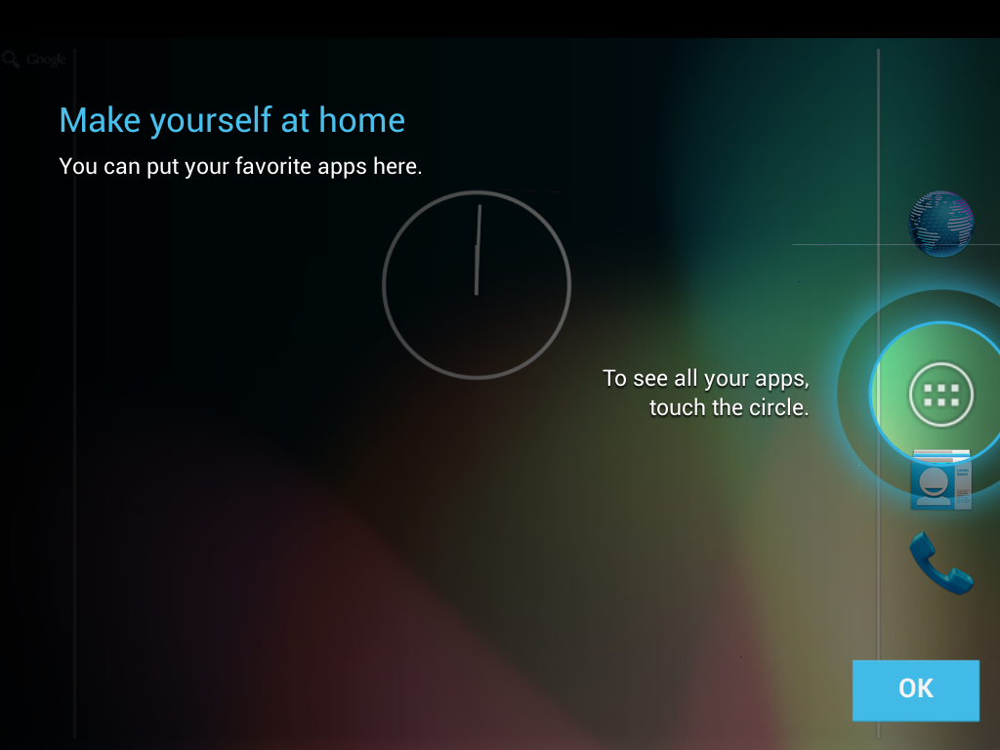 Google
Make yourself at home
You can put your favorite apps here.
To see all your apps,
touch the circle.
OK